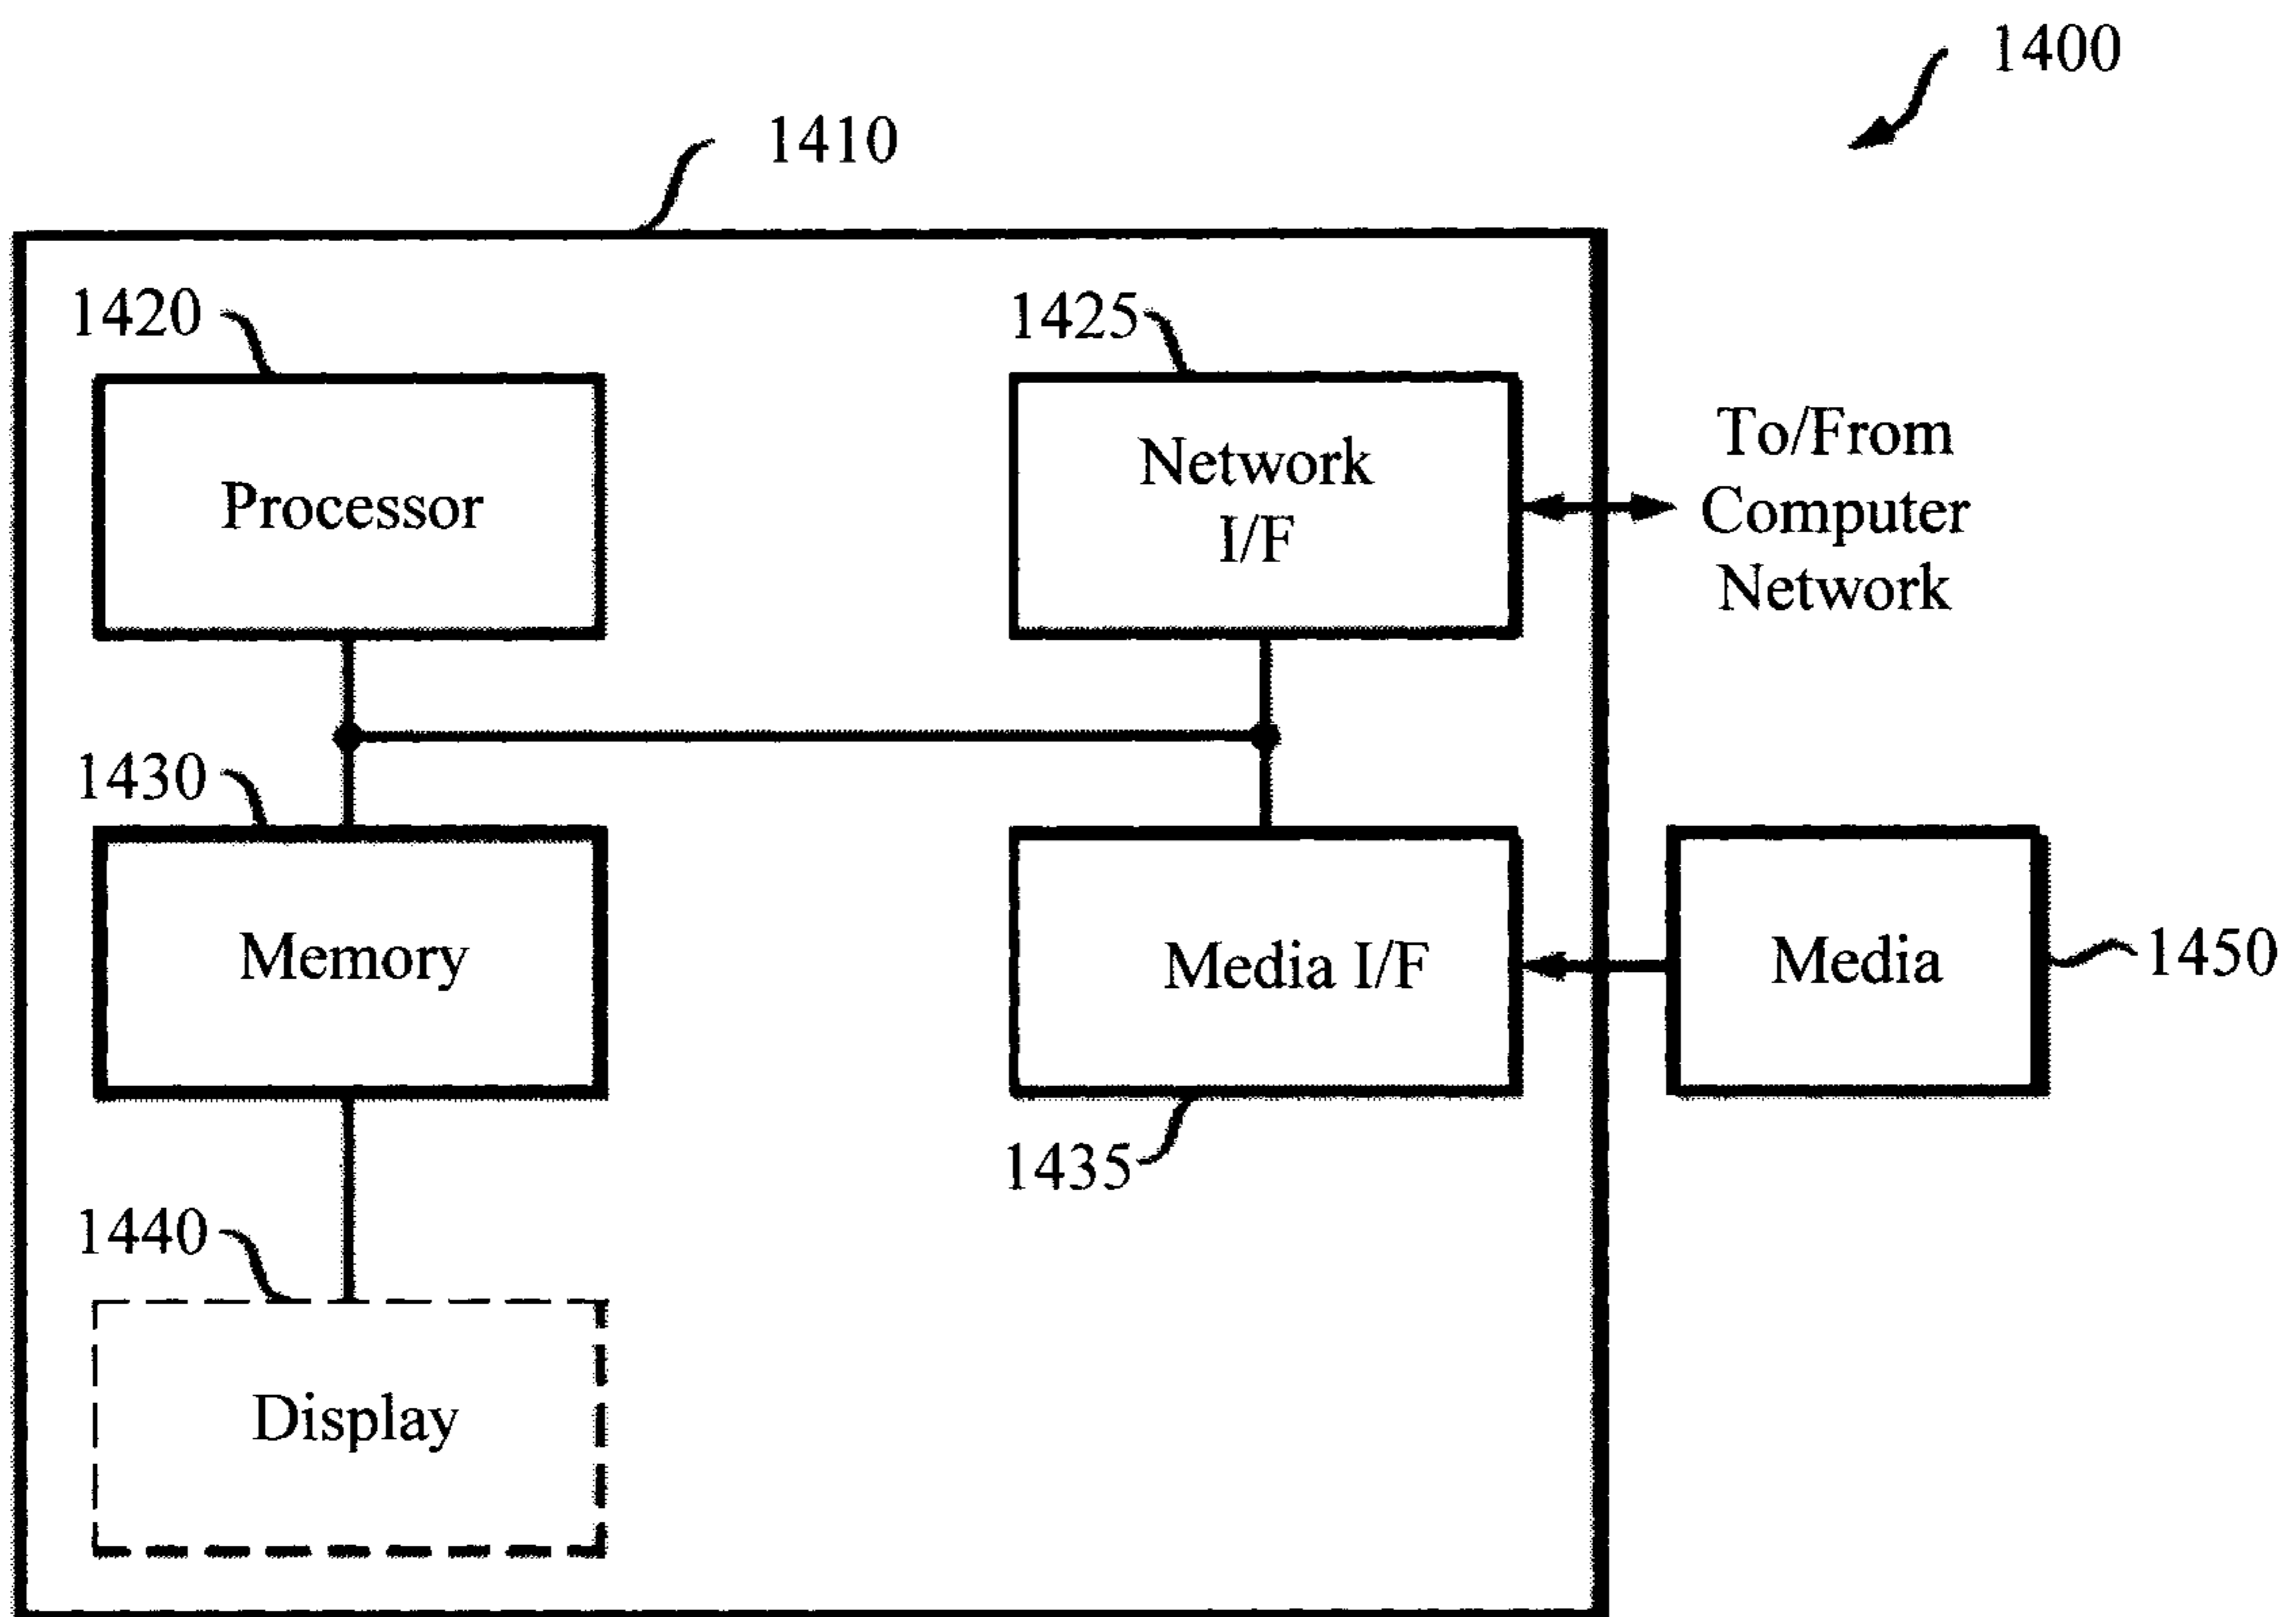 1400
1410
1420
1425
Processor
Network
I/F
To/From
Computer
Network
1430
Memory
Media I/F
Media
1450
1435
1440
Display